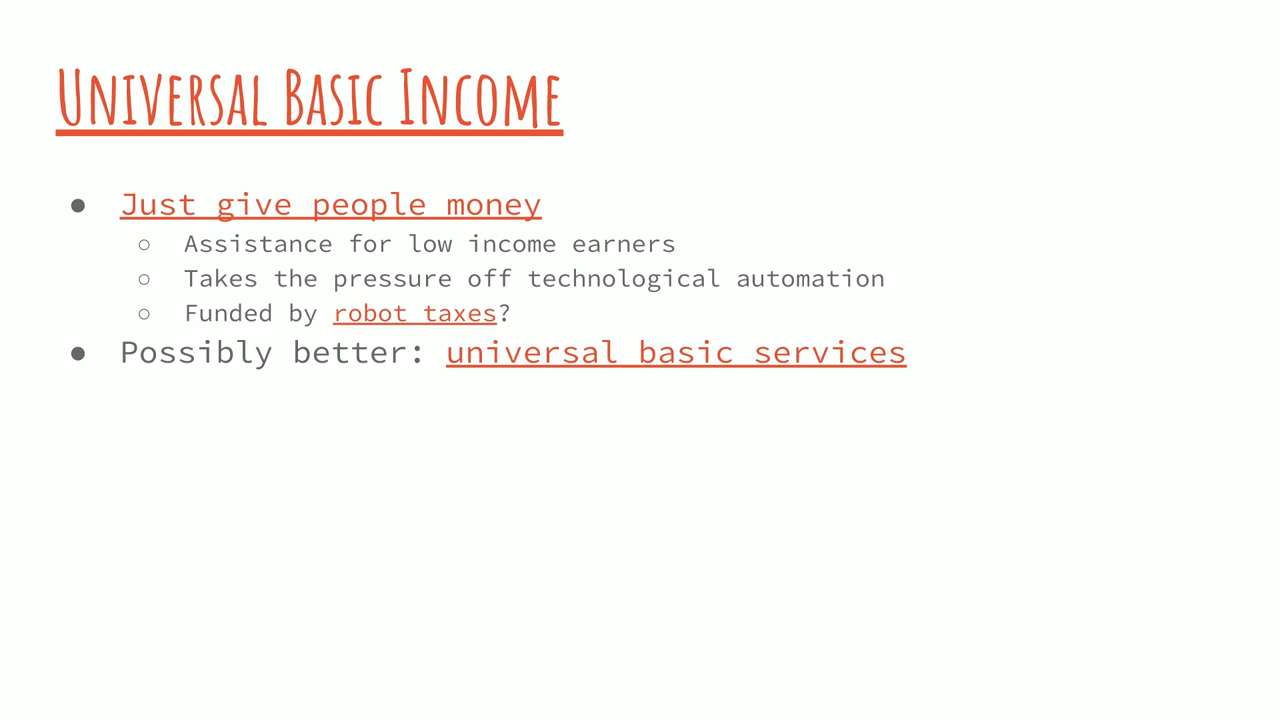 Universal Basic Income
● Just give people money
○ Assistance for low income earners
○ Takes the pressure off technological automation
○ Funded by robot taxes?
● Possibly better: universal basic services